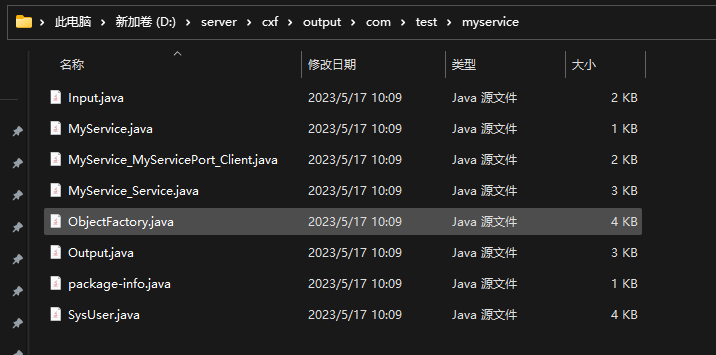 此电脑 › 新加卷 (D:) › server › cxf › output › com › test › myservice
名称 修改日期 类型 大小
Input.java 2023/5/17 10:09 Java 源文件 2 KB
MyService.java 2023/5/17 10:09 Java 源文件 1 KB
MyService_MyServicePort_Client.java 2023/5/17 10:09 Java 源文件 2 KB
MyService_Service.java 2023/5/17 10:09 Java 源文件 3 KB
ObjectFactory.java 2023/5/17 10:09 Java 源文件 4 KB
Output.java 2023/5/17 10:09 Java 源文件 3 KB
package-info.java 2023/5/17 10:09 Java 源文件 1 KB
SysUser.java 2023/5/17 10:09 Java 源文件 4 KB